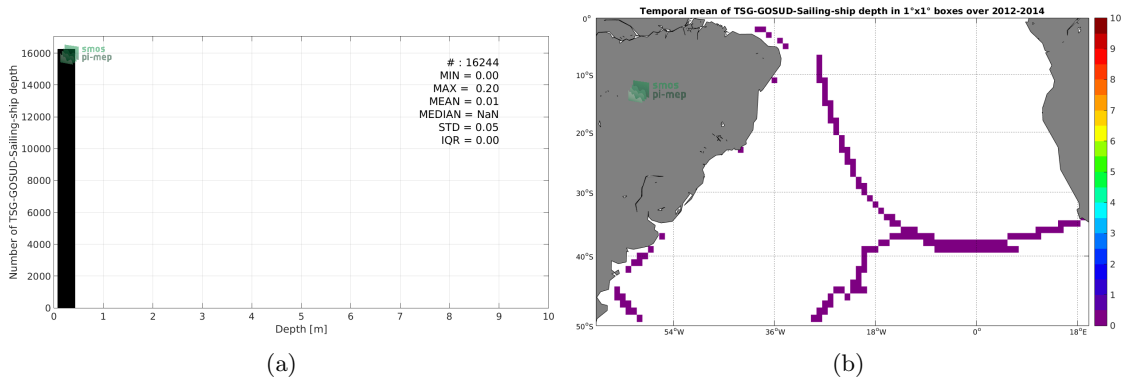 16000
14000
12000
10000
8000
6000
4000
2000
0
Number of TSG-GOSUD-Sailing-ship depth
smos
pi-mep
# : 16244
MIN = 0.00
MAX = 0.20
MEAN = 0.01
MEDIAN = NaN
STD = 0.05
IQR = 0.00
0 1 2 3 4 5 6 7 8 9 10
Depth [m]
(a)
Temporal mean of TSG-GOSUD-Sailing-ship depth in 1°x1° boxes over 2012-2014
0°
10°S
20°S
30°S
40°S
50°S
smos
pi-mep
54°W 36°W 18°W 0° 18°E
10
9
8
7
6
5
4
3
2
1
0
(b)